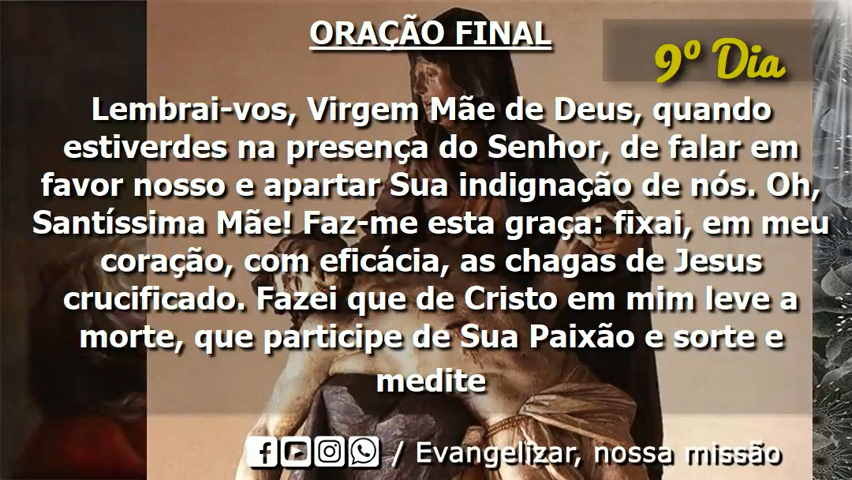 ORAÇÃO FINAL
9º Dia
Lembrai-vos, Virgem Mãe de Deus, quando
estiverdes na presença do Senhor, de falar em
favor nosso e apartar Sua indignação de nós. Oh,
Santíssima Mãe! Faz-me esta graça: fixai, em meu
coração, com eficácia, as chagas de Jesus
crucificado. Fazei que de Cristo em mim leve a
morte, que participe de Sua Paixão e sorte e
medite
/ Evangelizar, nossa missão